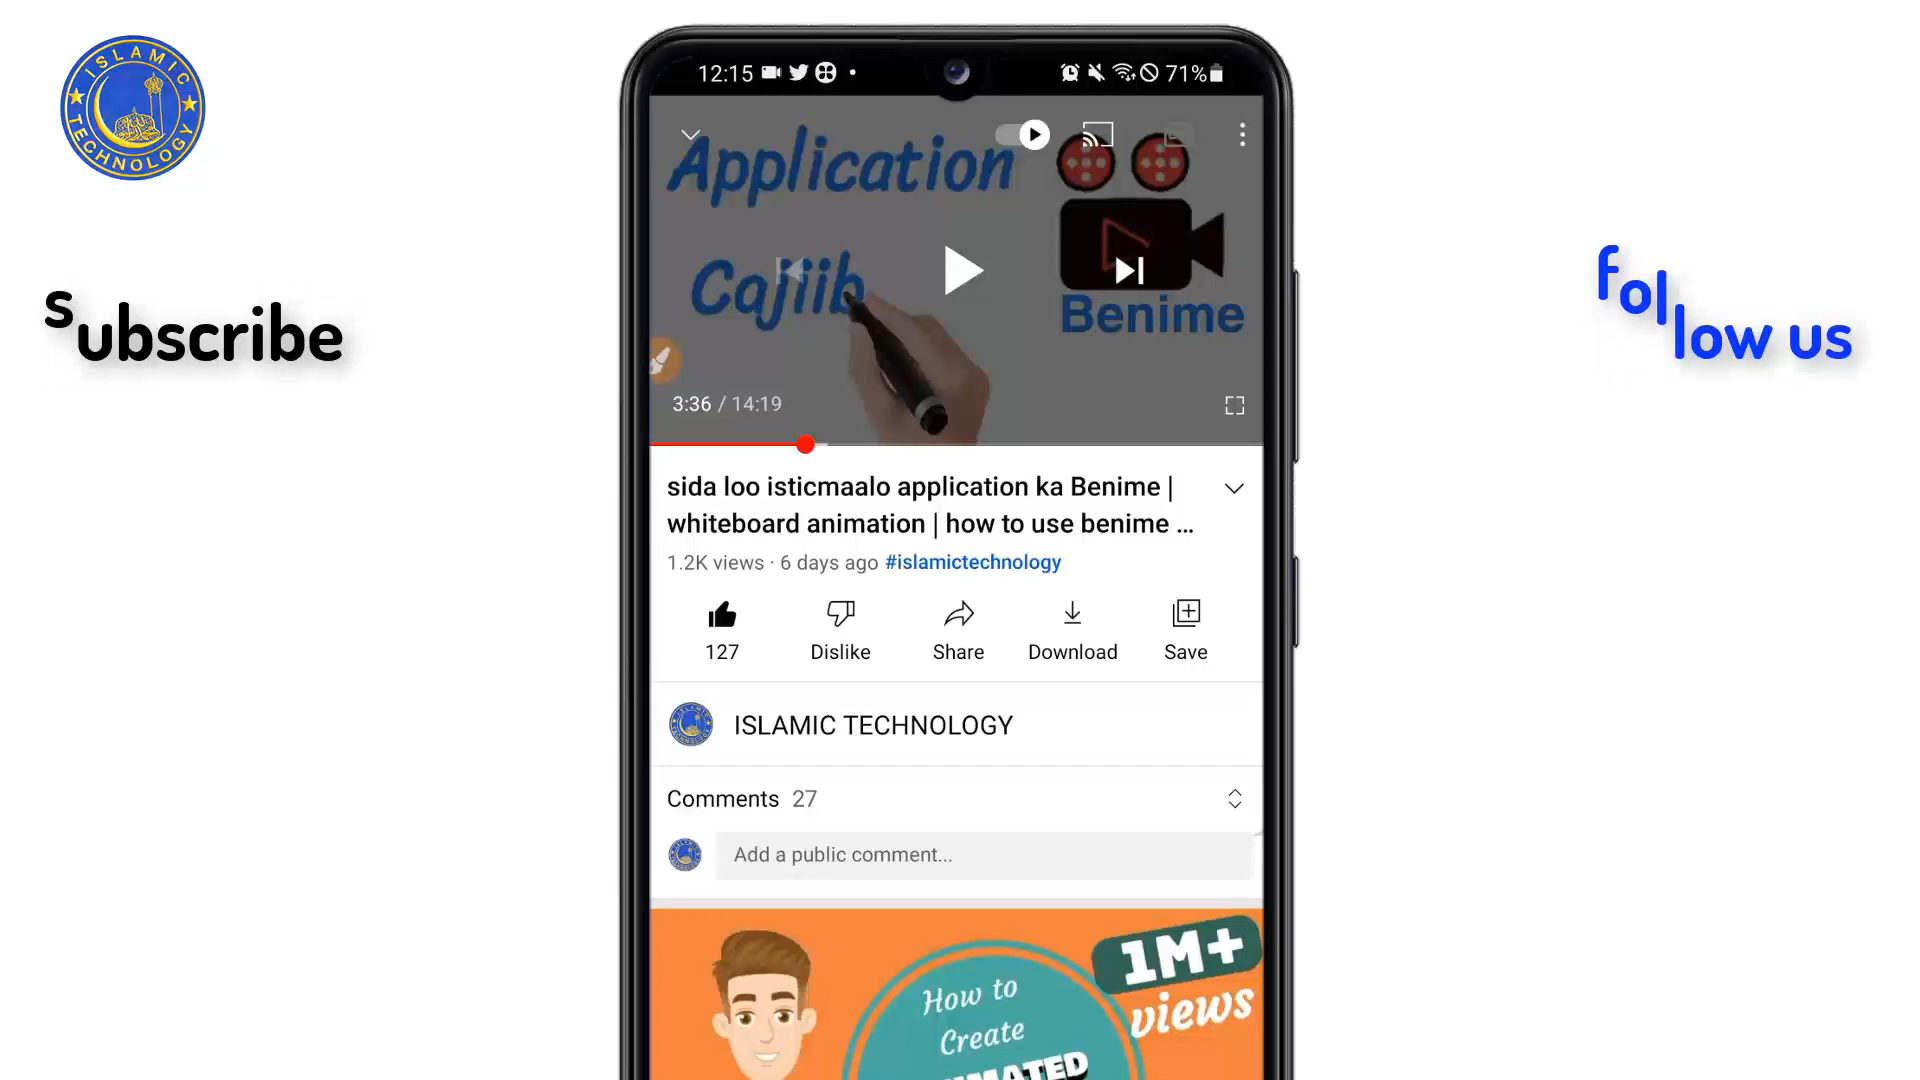 ISLAMIC
TECHNOLOGY
Subscribe
follow us
12:15
71%
Application
Cajiib
Benime
3:36 / 14:19
sida loo isticmaalo application ka Benime |
whiteboard animation | how to use benime ...
1.2K views · 6 days ago #islamictechnology
127
Dislike
Share
Download
Save
ISLAMIC TECHNOLOGY
Comments 27
Add a public comment...
How to
Create
1M+
views